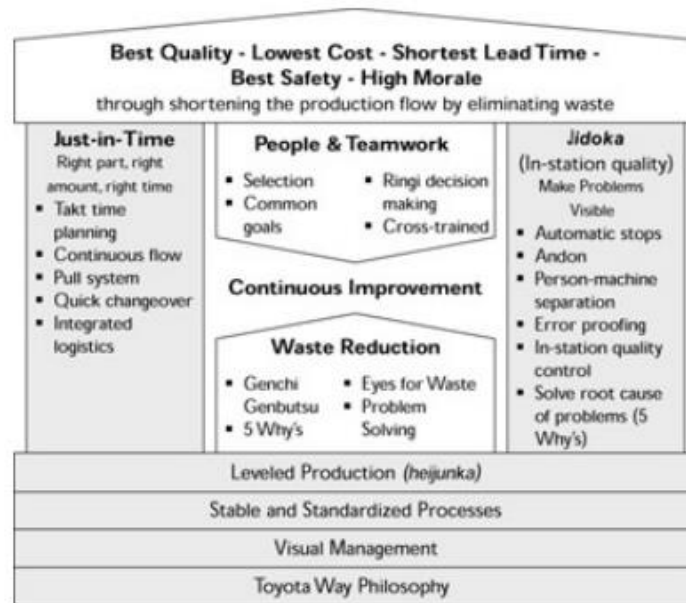 Best Quality - Lowest Cost - Shortest Lead Time -
Best Safety - High Morale
through shortening the production flow by eliminating waste
Just-in-Time
Right part, right
amount, right time
▪ Takt time
planning
▪ Continuous flow
▪ Pull system
▪ Quick changeover
▪ Integrated
logistics
People & Teamwork
▪ Selection
▪ Common
goals
▪ Ringi decision
making
▪ Cross-trained
Continuous Improvement
Waste Reduction
▪ Genchi
Genbutsu
▪ 5 Why's
▪ Eyes for Waste
▪ Problem
Solving
Jidoka
(In-station quality)
Make Problems
Visible
▪ Automatic stops
▪ Andon
▪ Person-machine
separation
▪ Error proofing
▪ In-station quality
control
▪ Solve root cause
of problems (5
Why's)
Leveled Production (heijunka)
Stable and Standardized Processes
Visual Management
Toyota Way Philosophy